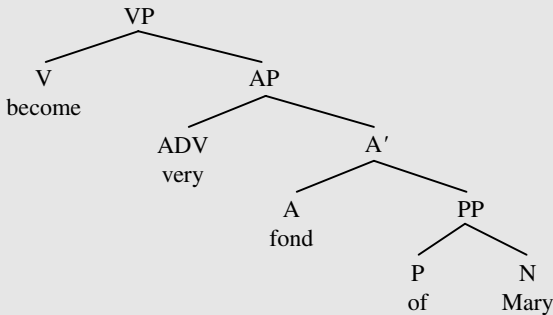 VP
V AP
become
ADV A′
very
A PP
fond
P N
of Mary